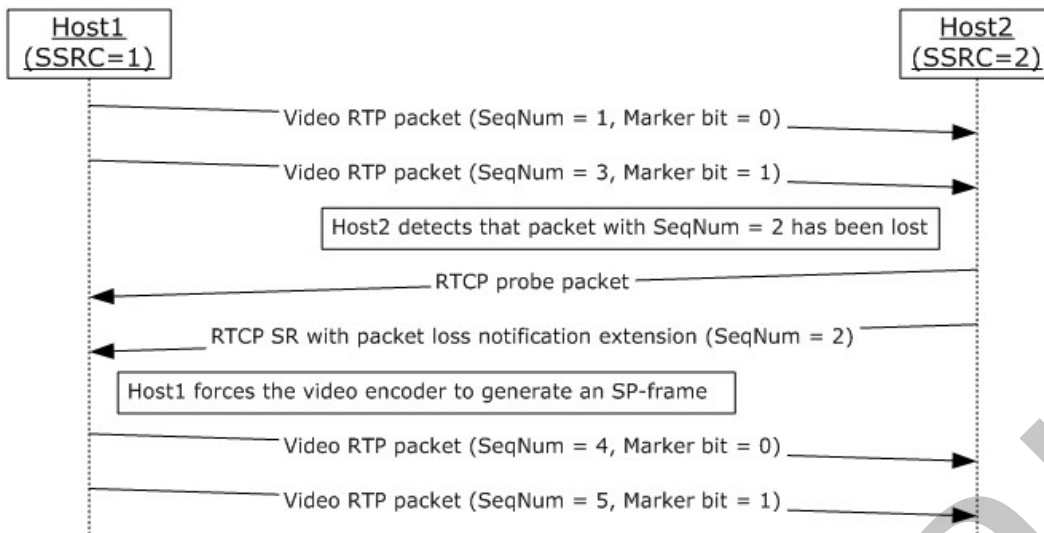 Host1
(SSRC=1)
Host2
(SSRC=2)
Video RTP packet (SeqNum = 1, Marker bit = 0)
Video RTP packet (SeqNum = 3, Marker bit = 1)
Host2 detects that packet with SeqNum = 2 has been lost
RTCP probe packet
RTCP SR with packet loss notification extension (SeqNum = 2)
Host1 forces the video encoder to generate an SP-frame
Video RTP packet (SeqNum = 4, Marker bit = 0)
Video RTP packet (SeqNum = 5, Marker bit = 1)